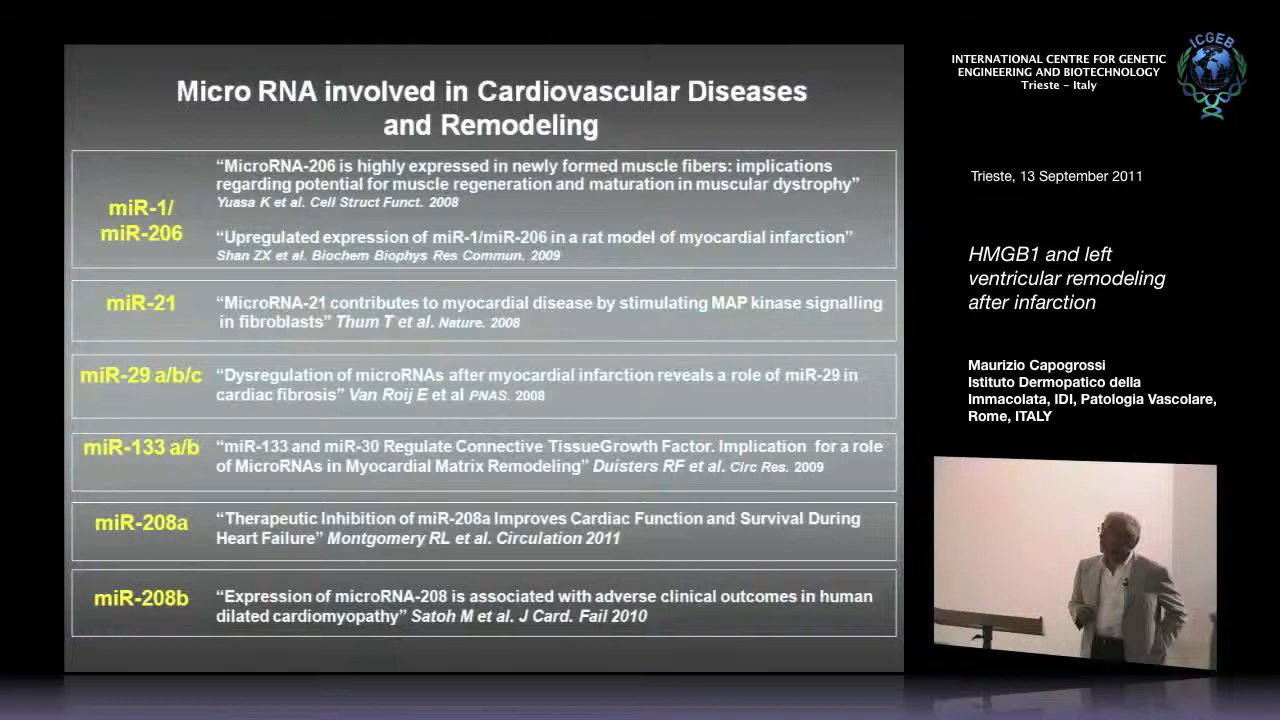 Micro RNA involved in Cardiovascular Diseases
and Remodeling
miR-1/
miR-206
“MicroRNA-206 is highly expressed in newly formed muscle fibers: implications
regarding potential for muscle regeneration and maturation in muscular dystrophy”
Yuasa K et al. Cell Struct Funct. 2008
“Upregulated expression of miR-1/miR-206 in a rat model of myocardial infarction”
Shan ZX et al. Biochem Biophys Res Commun. 2009
miR-21
“MicroRNA-21 contributes to myocardial disease by stimulating MAP kinase signalling
in fibroblasts” Thum T et al. Nature. 2008
miR-29 a/b/c
“Dysregulation of microRNAs after myocardial infarction reveals a role of miR-29 in
cardiac fibrosis” Van Roij E et al PNAS. 2008
miR-133 a/b
“miR-133 and miR-30 Regulate Connective TissueGrowth Factor. Implication for a role
of MicroRNAs in Myocardial Matrix Remodeling” Duisters RF et al. Circ Res. 2009
miR-208a
“Therapeutic Inhibition of miR-208a Improves Cardiac Function and Survival During
Heart Failure” Montgomery RL et al. Circulation 2011
miR-208b
“Expression of microRNA-208 is associated with adverse clinical outcomes in human
dilated cardiomyopathy” Satoh M et al. J Card. Fail 2010
INTERNATIONAL CENTRE FOR GENETIC
ENGINEERING AND BIOTECHNOLOGY
Trieste - Italy
ICGEB
Trieste, 13 September 2011
HMGB1 and left
ventricular remodeling
after infarction
Maurizio Capogrossi
Istituto Dermopatico della
Immacolata, IDI, Patologia Vascolare,
Rome, ITALY